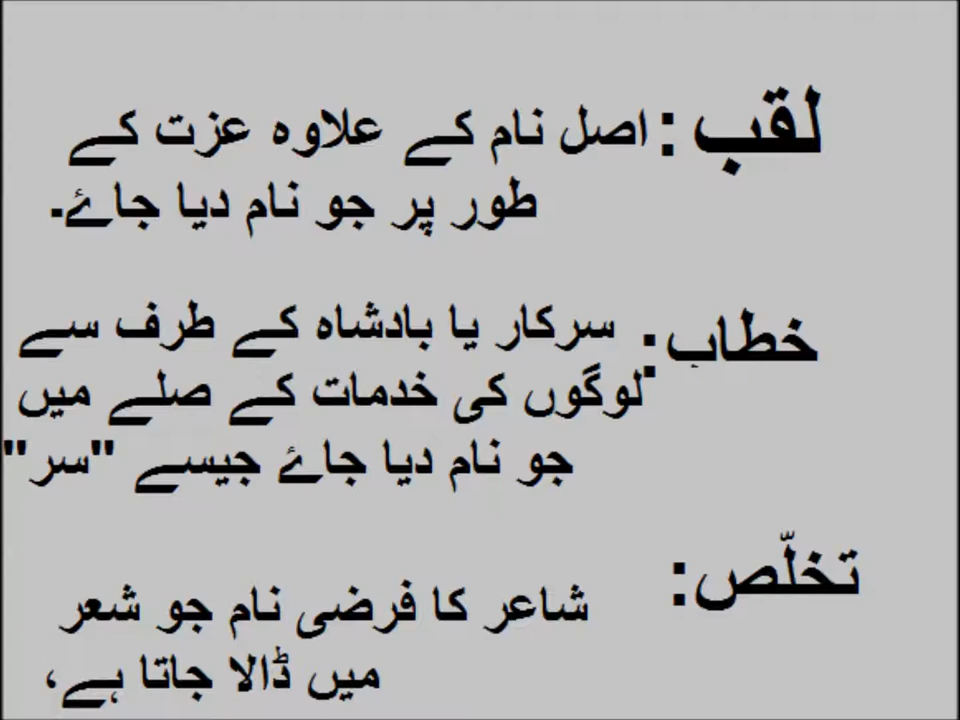 لقب : اصل نام کے علاوہ عزت کے
طور پر جو نام دیا جاۓ۔
خطاب: سرکار یا بادشاہ کے طرف سے
لوگوں کی خدمات کے صلے میں
جو نام دیا جاۓ جیسے "سر"
تخلّص:
شاعر کا فرضی نام جو شعر
میں ڈالا جاتا ہے،